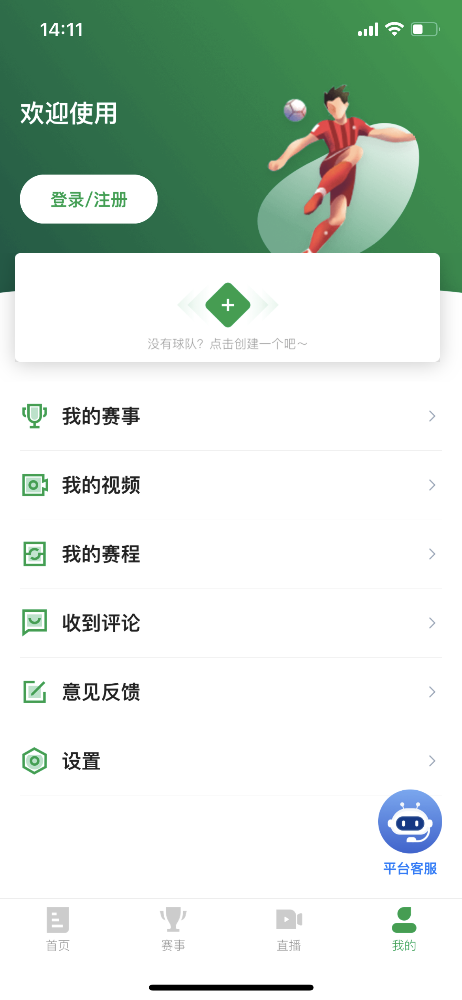 14:11
欢迎使用
登录/注册
没有球队？点击创建一个吧～
我的赛事
我的视频
我的赛程
收到评论
意见反馈
设置
平台客服
首页
赛事
直播
我的